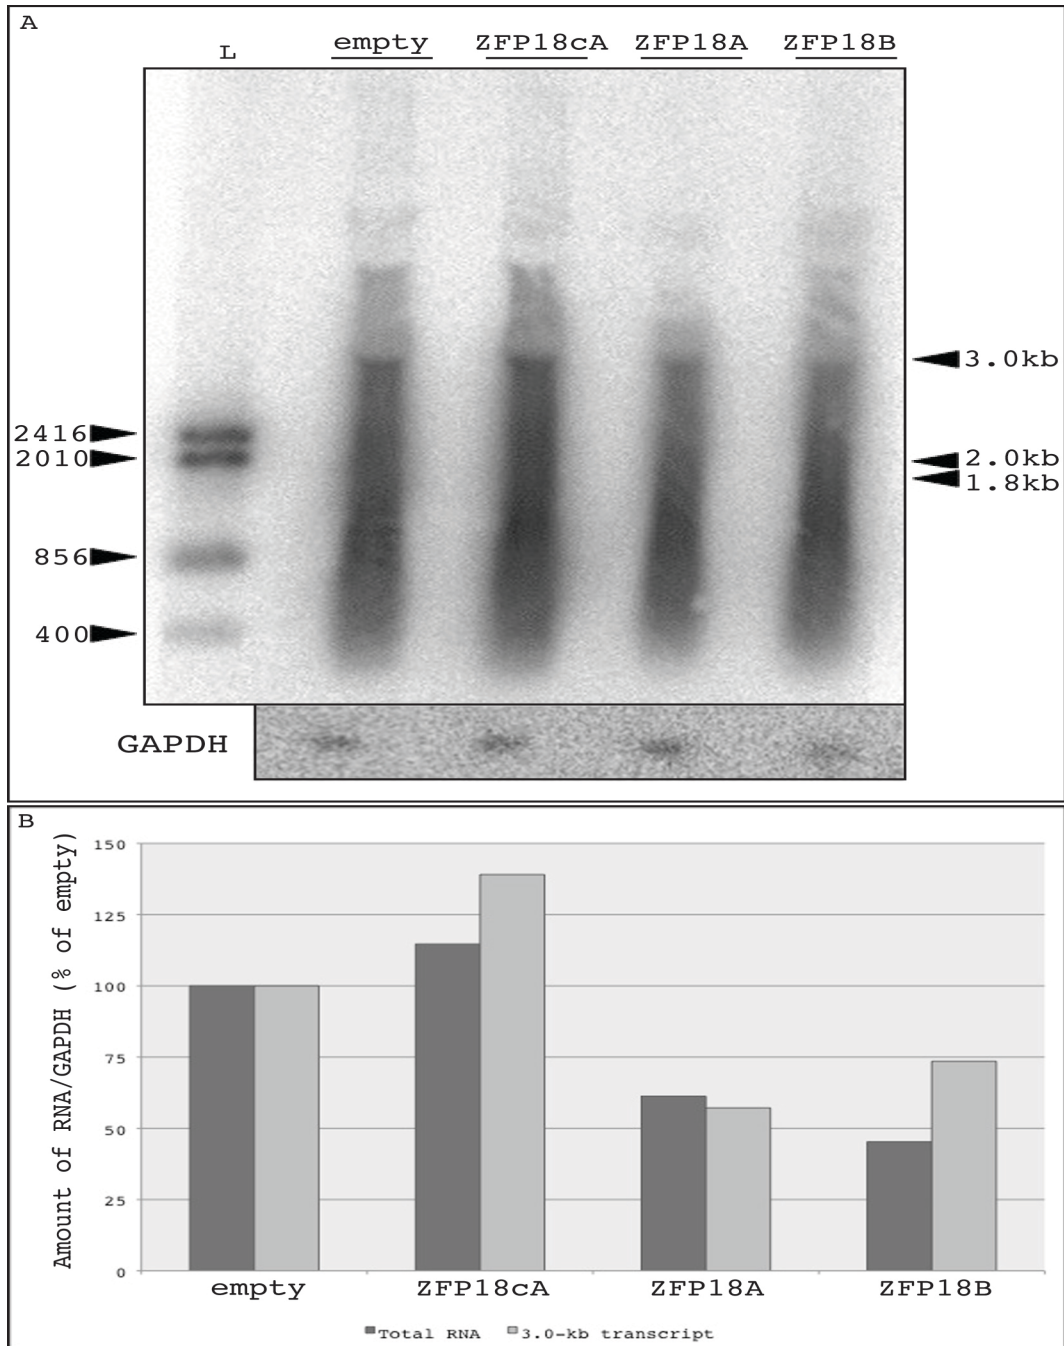 A
L empty ZFP18cA ZFP18A ZFP18B
3.0kb
2416
2010 2.0kb
1.8kb
856
400
GAPDH
B
Amount of RNA/GAPDH (% of empty)
150
125
100
75
50
25
0
empty ZFP18cA ZFP18A ZFP18B
Total RNA 3.0-kb transcript